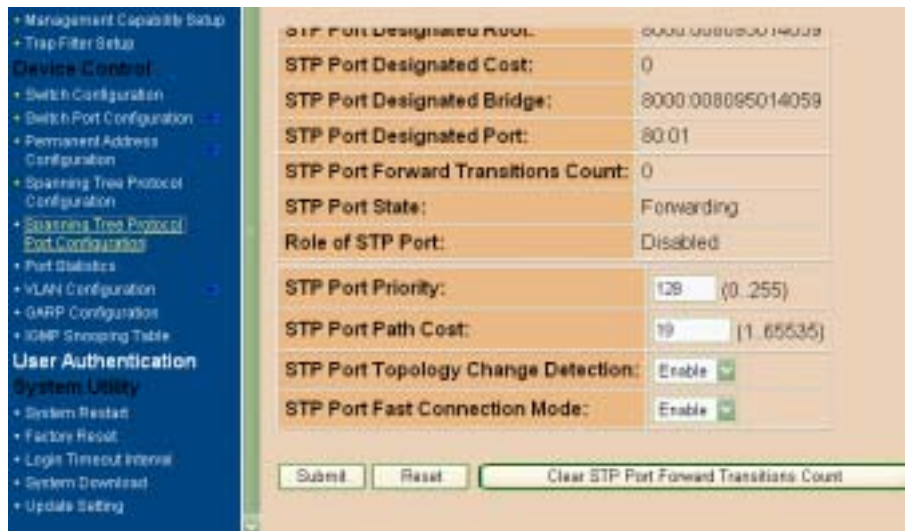 • Management Capability Setup
• Trap Filter Setup
Device Control
• Switch Configuration
• Switch Port Configuration
• Permanent Address
Configuration
• Spanning Tree Protocol
Configuration
• Spanning Tree Protocol
Port Configuration
• Port Statistics
• VLAN Configuration
• GARP Configuration
• IGMP Snooping Table
User Authentication
System Utility
• System Restart
• Factory Reset
• Login Timeout Interval
• System Download
• Update Setting
STP Port Designated Root: 8000:008095014059
STP Port Designated Cost: 0
STP Port Designated Bridge: 8000:008095014059
STP Port Designated Port: 80:01
STP Port Forward Transitions Count: 0
STP Port State: Forwarding
Role of STP Port: Disabled
STP Port Priority: 128 (0..255)
STP Port Path Cost: 19 (1..65535)
STP Port Topology Change Detection: Enable
STP Port Fast Connection Mode: Enable
Submit Reset Clear STP Port Forward Transitions Count